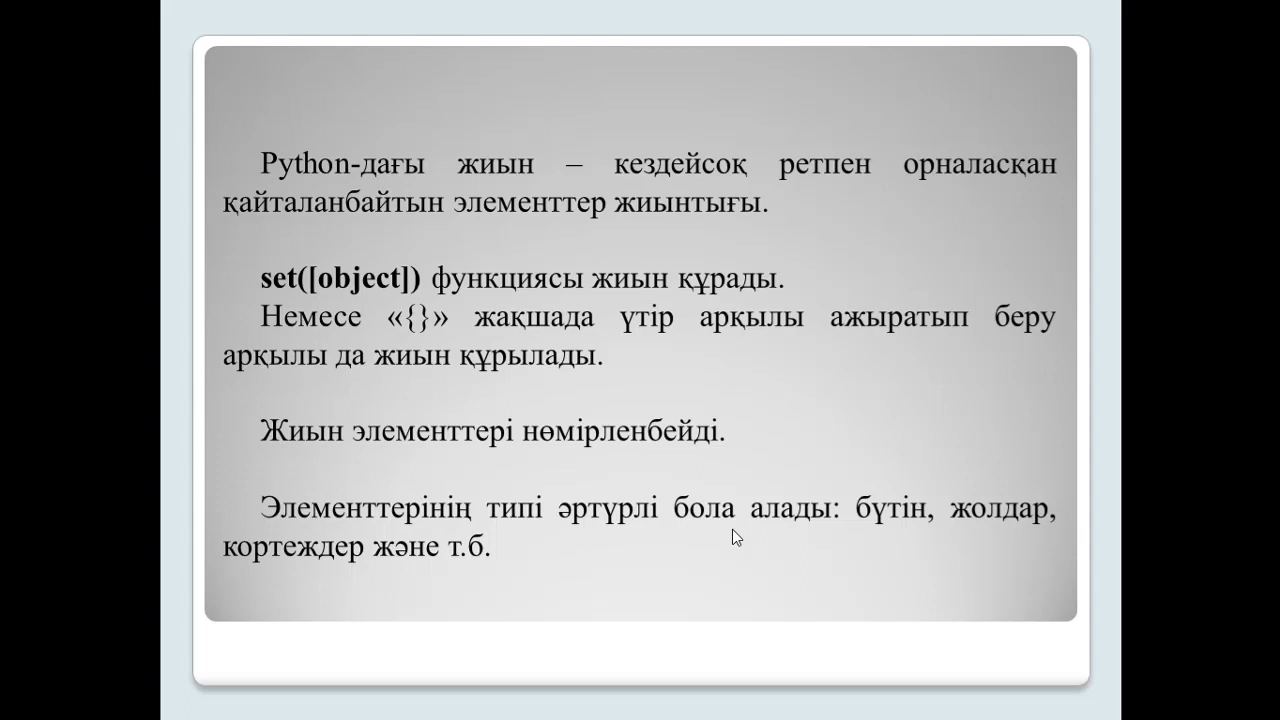 Python-дағы жиын – кездейсоқ ретпен орналасқан
қайталанбайтын элементтер жиынтығы.
set([object]) функциясы жиын құрады.
Немесе «{}» жақшада үтір арқылы ажыратып беру
арқылы да жиын құрылады.
Жиын элементтері нөмірленбейді.
Элементтерінің типі әртүрлі бола алады: бүтін, жолдар,
кортеждер және т.б.